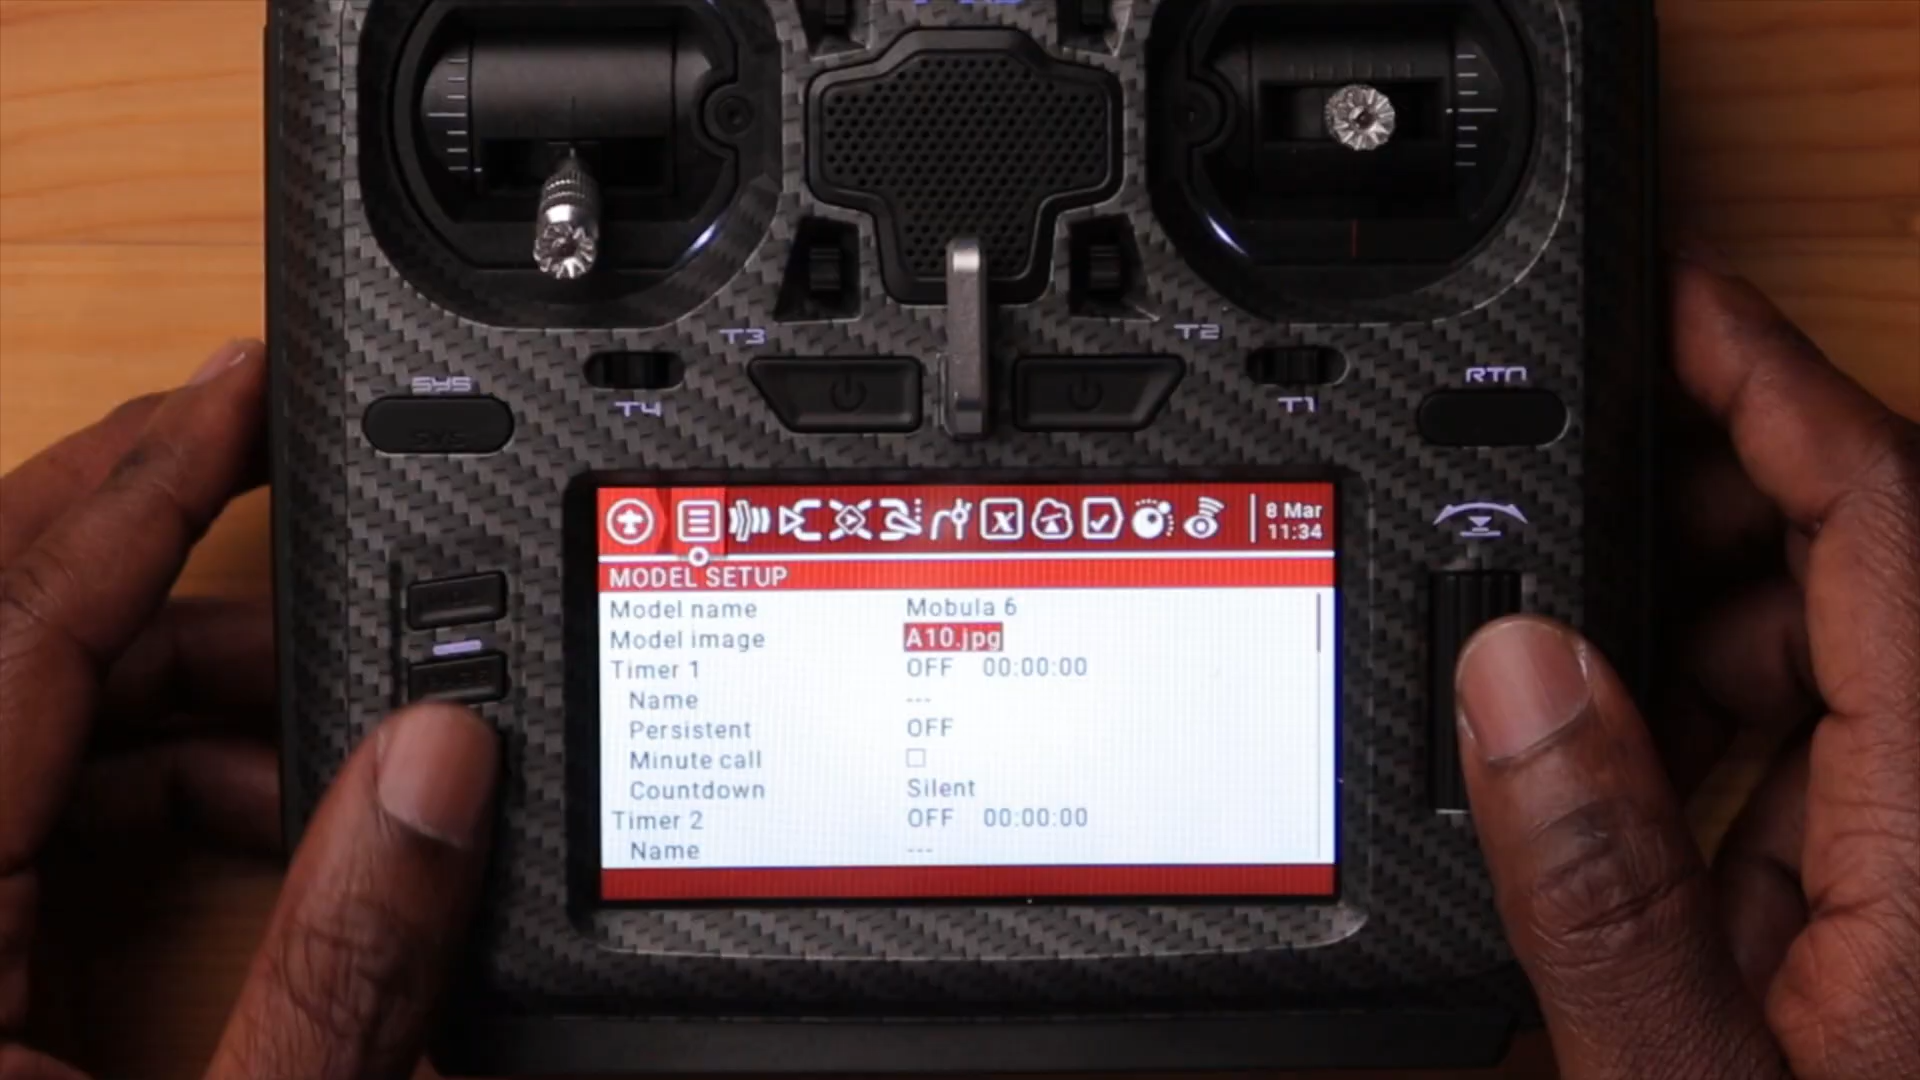 T3
T2
SYS
RTN
T4
T1
8 Mar
11:34
MODEL SETUP
Model name Mobula 6
Model image A10.jpg
Timer 1 OFF 00:00:00
Name ---
Persistent OFF
Minute call
Countdown Silent
Timer 2 OFF 00:00:00
Name ---